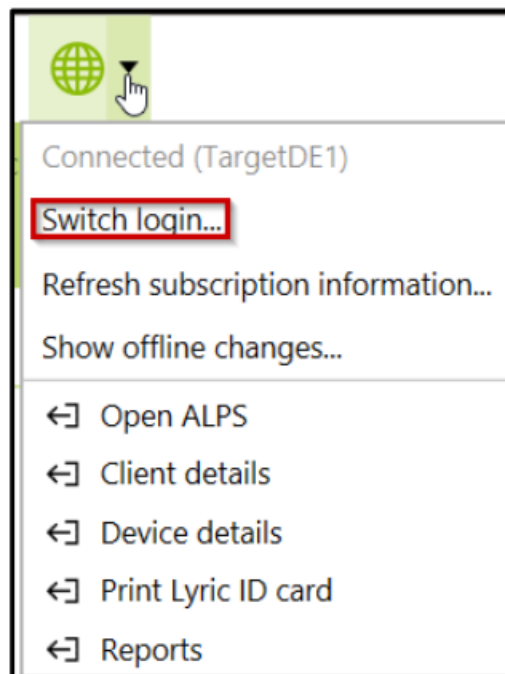 Connected (TargetDE1)
Switch login...
Refresh subscription information...
Show offline changes...
Open ALPS
Client details
Device details
Print Lyric ID card
Reports